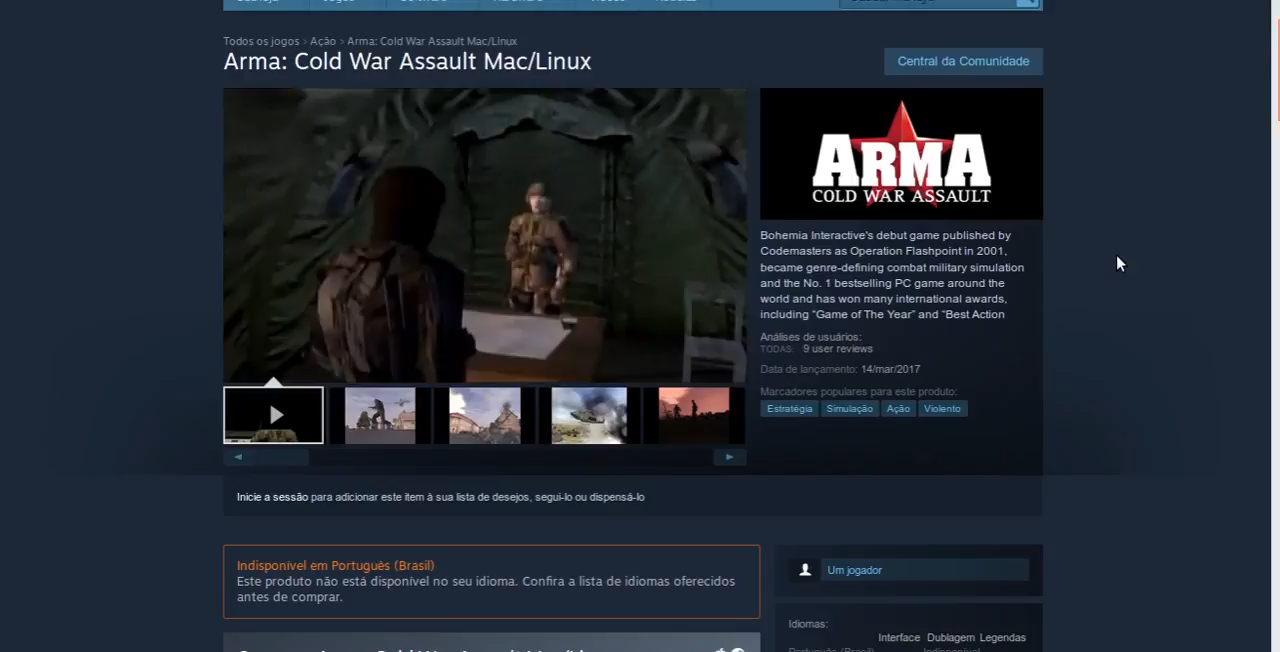 Todos os jogos > Ação > Arma: Cold War Assault Mac/Linux
Arma: Cold War Assault Mac/Linux
Central da Comunidade
ARMA
COLD WAR ASSAULT
Bohemia Interactive's debut game published by
Codemasters as Operation Flashpoint in 2001,
became genre-defining combat military simulation
and the No. 1 bestselling PC game around the
world and has won many international awards,
including “Game of The Year” and “Best Action
Análises de usuários:
TODAS: 9 user reviews
Data de lançamento: 14/mar/2017
Marcadores populares para este produto:
Estratégia Simulação Ação Violento
Inicie a sessão para adicionar este item à sua lista de desejos, segui-lo ou dispensá-lo
Indisponível em Português (Brasil)
Este produto não está disponível no seu idioma. Confira a lista de idiomas oferecidos
antes de comprar.
Um jogador
Idiomas:
Interface Dublagem Legendas